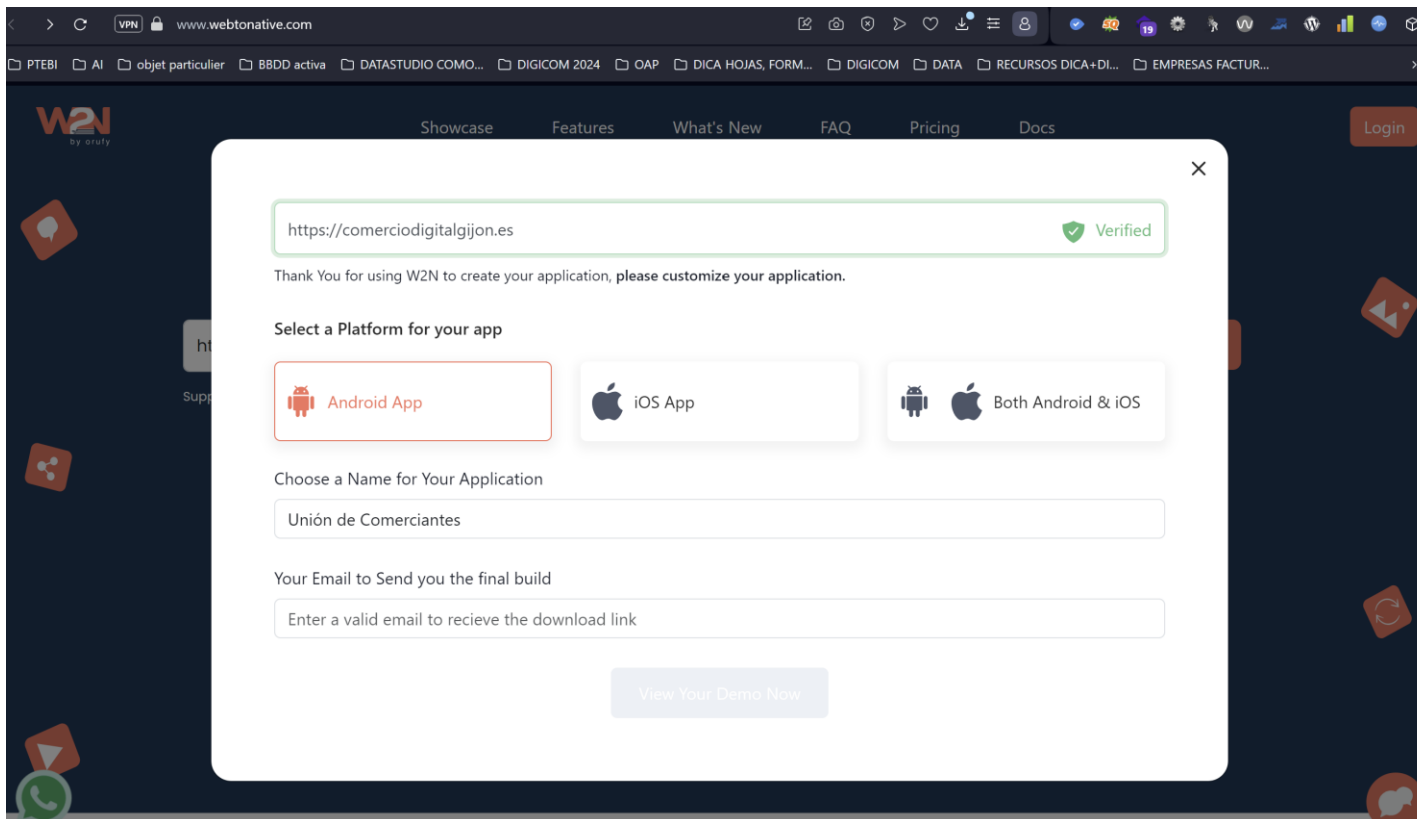 VPN www.webtonative.com 19
PTEBI AI objet particulier BBDD activa DATASTUDIO COMO... DIGICOM 2024 OAP DICA HOJAS, FORM... DIGICOM DATA RECURSOS DICA+DI... EMPRESAS FACTUR...
W2N
by orufy
Showcase Features What's New FAQ Pricing Docs Login
https://comerciodigitalgijon.es Verified
Thank You for using W2N to create your application, please customize your application.
Select a Platform for your app
ht
Supp
Android App iOS App Both Android & iOS
Choose a Name for Your Application
Unión de Comerciantes
Your Email to Send you the final build
Enter a valid email to recieve the download link
View Your Demo Now